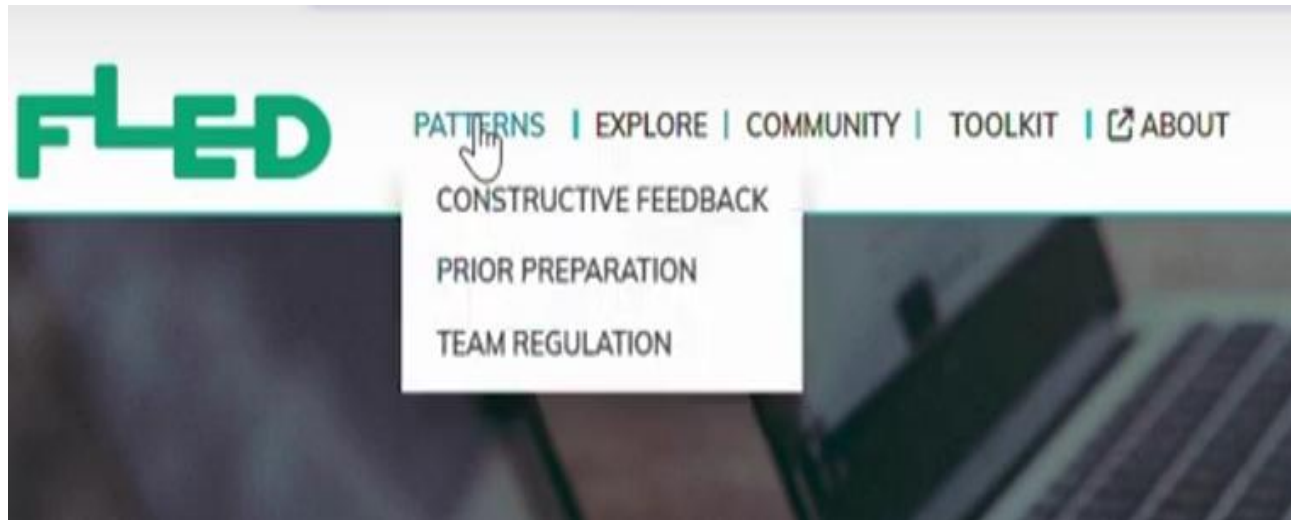 FLED
PATTERNS | EXPLORE | COMMUNITY | TOOLKIT | ABOUT
CONSTRUCTIVE FEEDBACK
PRIOR PREPARATION
TEAM REGULATION